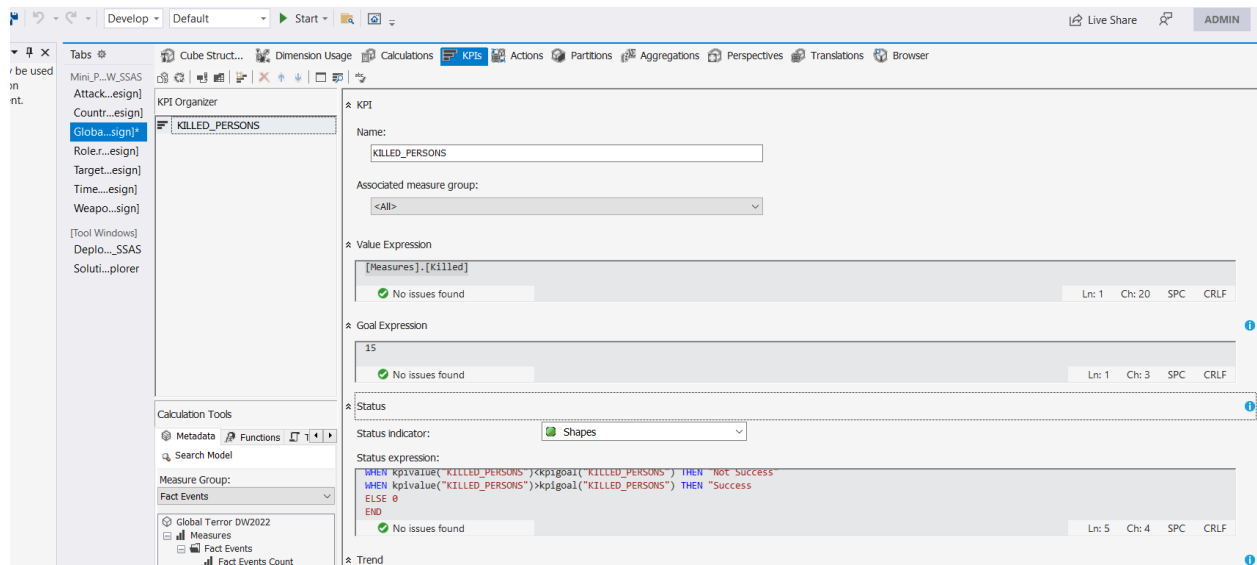 Develop Default Start Live Share ADMIN
be used
on
ent.
Tabs
Mini_P...W_SSAS
Attack...esign]
Countr...esign]
Globa...sign]*
Role.r...esign]
Target...esign]
Time....esign]
Weapo...sign]
[Tool Windows]
Deplo..._SSAS
Soluti...plorer
Cube Struct... Dimension Usage Calculations KPIs Actions Partitions Aggregations Perspectives Translations Browser
KPI Organizer
KILLED_PERSONS
Calculation Tools
Metadata Functions T
Search Model
Measure Group:
Fact Events
Global Terror DW2022
Measures
Fact Events
Fact Events Count
KPI
Name:
KILLED_PERSONS
Associated measure group:
<All>
Value Expression
[Measures].[Killed]
No issues found Ln: 1 Ch: 20 SPC CRLF
Goal Expression
15
No issues found Ln: 1 Ch: 3 SPC CRLF
Status
Status indicator: Shapes
Status expression:
WHEN kpivalue("KILLED_PERSONS")<kpigoal("KILLED_PERSONS") THEN "Not Success"
WHEN kpivalue("KILLED_PERSONS")>kpigoal("KILLED_PERSONS") THEN "Success
ELSE 0
END
No issues found Ln: 5 Ch: 4 SPC CRLF
Trend